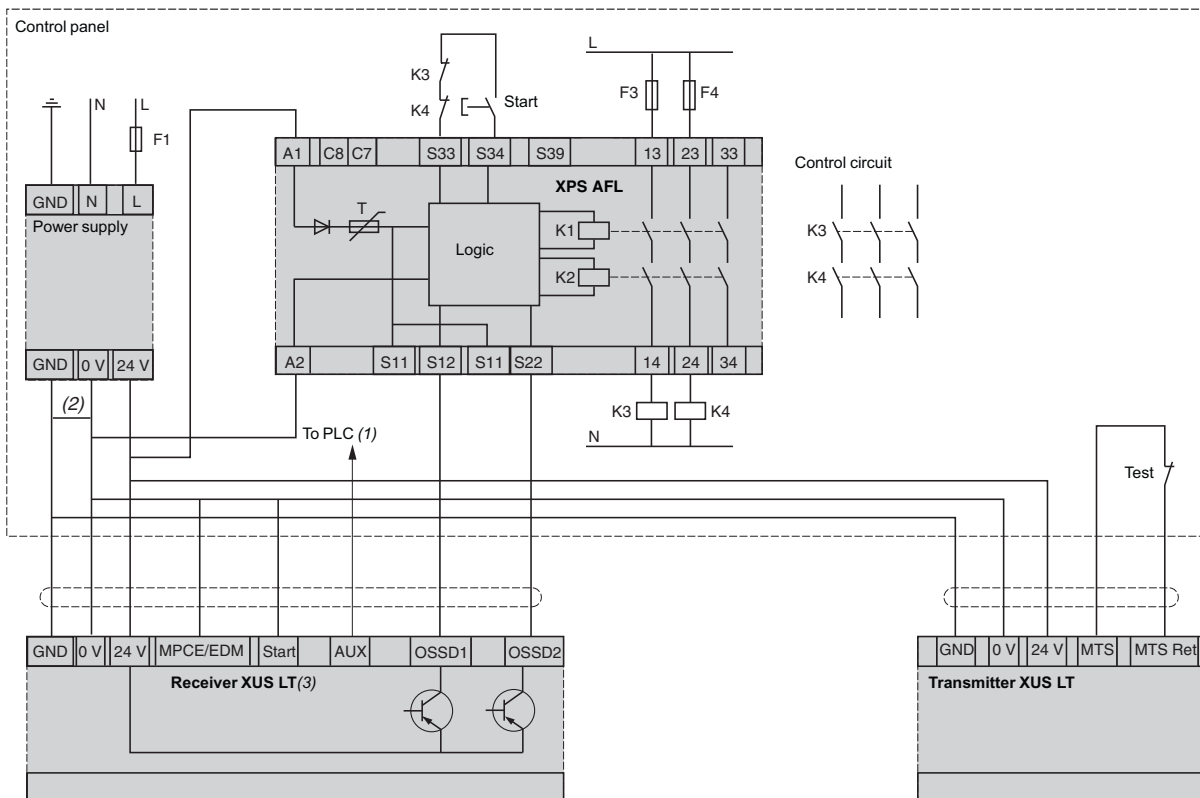 Control panel
L
K3
K4
Start
F3
F4
N
L
F1
A1
C8
C7
S33
S34
S39
13
23
33
Control circuit
XPS AFL
GND
N
L
Power supply
T
Logic
K1
K2
K3
K4
GND
0 V
24 V
A2
S11
S12
S11
S22
14
24
34
(2)
K3
K4
To PLC (1)
N
Test
GND
0 V
24 V
MPCE/EDM
Start
AUX
OSSD1
OSSD2
GND
0 V
24 V
MTS
MTS Ret
Receiver XUS LT(3)
Transmitter XUS LT